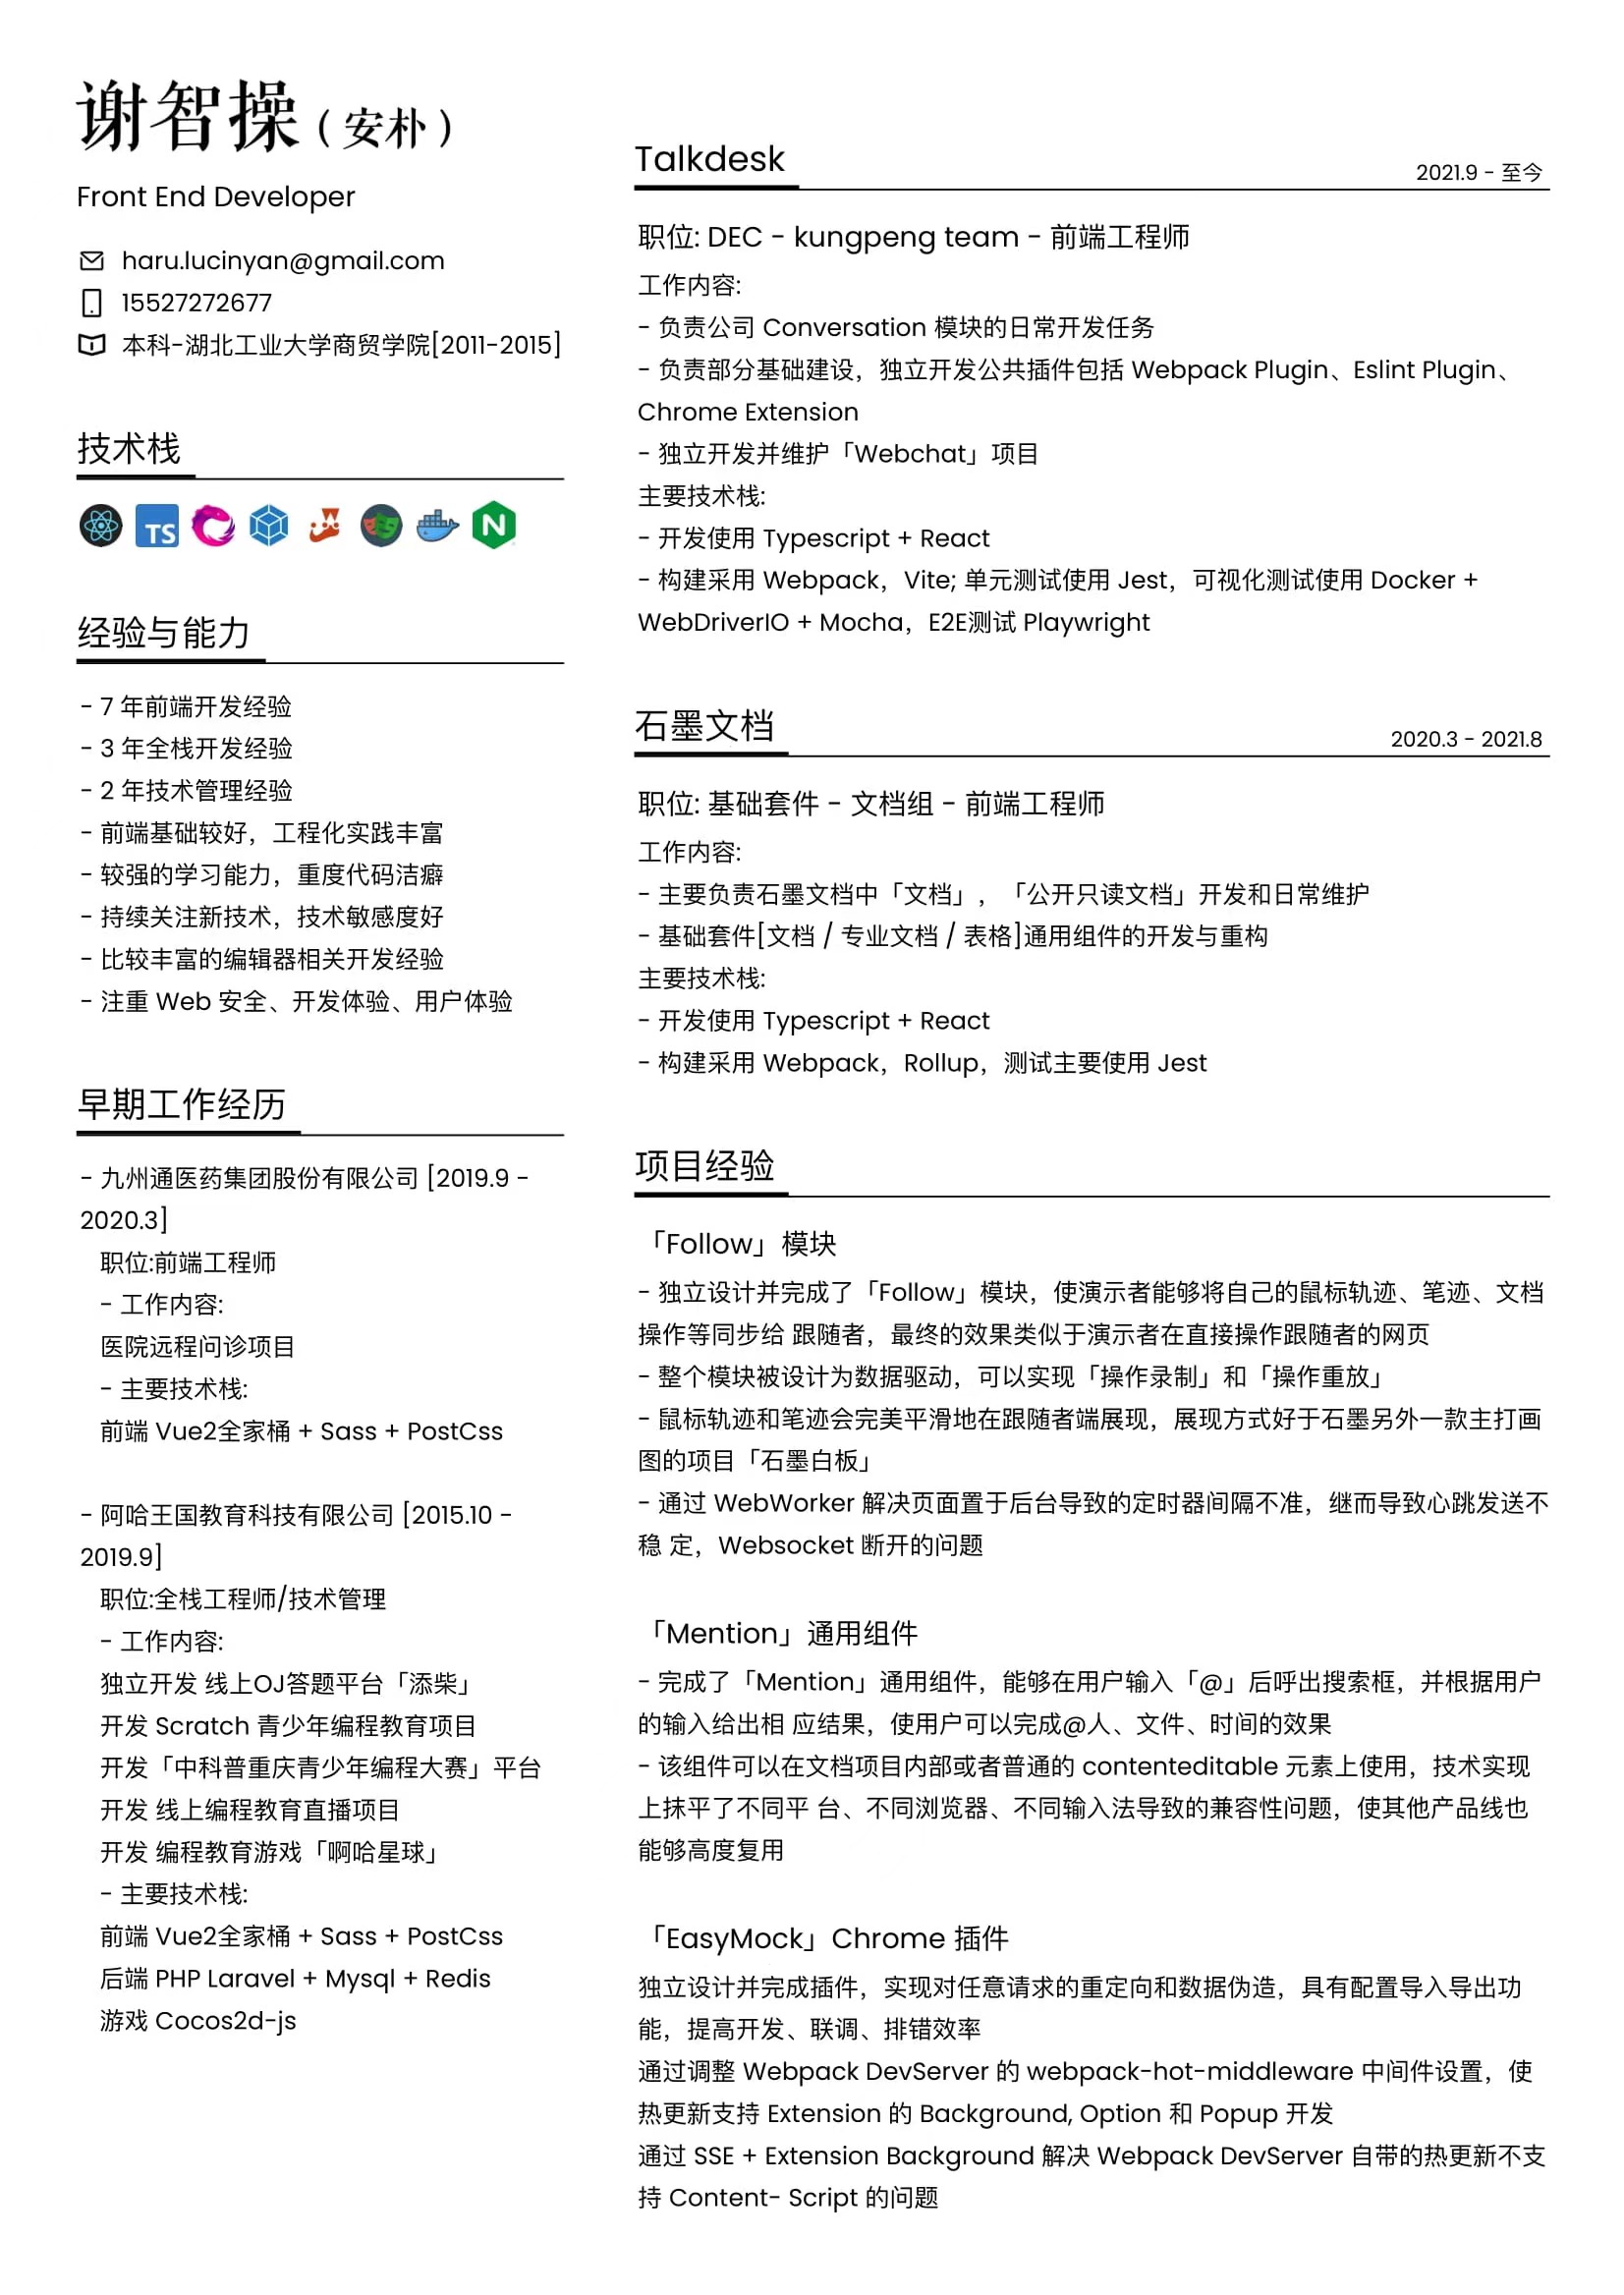 谢智操（安朴）
Front End Developer
haru.lucinyan@gmail.com
15527272677
本科-湖北工业大学商贸学院[2011-2015]
技术栈
TS
N
经验与能力
- 7 年前端开发经验
- 3 年全栈开发经验
- 2 年技术管理经验
- 前端基础较好，工程化实践丰富
- 较强的学习能力，重度代码洁癖
- 持续关注新技术，技术敏感度好
- 比较丰富的编辑器相关开发经验
- 注重 Web 安全、开发体验、用户体验
早期工作经历
- 九州通医药集团股份有限公司 [2019.9 -
2020.3]
职位:前端工程师
- 工作内容:
医院远程问诊项目
- 主要技术栈:
前端 Vue2全家桶 + Sass + PostCss
- 阿哈王国教育科技有限公司 [2015.10 -
2019.9]
职位:全栈工程师/技术管理
- 工作内容:
独立开发 线上OJ答题平台「添柴」
开发 Scratch 青少年编程教育项目
开发「中科普重庆青少年编程大赛」平台
开发 线上编程教育直播项目
开发 编程教育游戏「啊哈星球」
- 主要技术栈:
前端 Vue2全家桶 + Sass + PostCss
后端 PHP Laravel + Mysql + Redis
游戏 Cocos2d-js
Talkdesk 2021.9 - 至今
职位: DEC - kungpeng team - 前端工程师
工作内容:
- 负责公司 Conversation 模块的日常开发任务
- 负责部分基础建设，独立开发公共插件包括 Webpack Plugin、Eslint Plugin、
Chrome Extension
- 独立开发并维护「Webchat」项目
主要技术栈:
- 开发使用 Typescript + React
- 构建采用 Webpack，Vite; 单元测试使用 Jest，可视化测试使用 Docker +
WebDriverIO + Mocha，E2E测试 Playwright
石墨文档 2020.3 - 2021.8
职位: 基础套件 - 文档组 - 前端工程师
工作内容:
- 主要负责石墨文档中「文档」，「公开只读文档」开发和日常维护
- 基础套件[文档 / 专业文档 / 表格]通用组件的开发与重构
主要技术栈:
- 开发使用 Typescript + React
- 构建采用 Webpack，Rollup，测试主要使用 Jest
项目经验
「Follow」模块
- 独立设计并完成了「Follow」模块，使演示者能够将自己的鼠标轨迹、笔迹、文档
操作等同步给 跟随者，最终的效果类似于演示者在直接操作跟随者的网页
- 整个模块被设计为数据驱动，可以实现「操作录制」和「操作重放」
- 鼠标轨迹和笔迹会完美平滑地在跟随者端展现，展现方式好于石墨另外一款主打画
图的项目「石墨白板」
- 通过 WebWorker 解决页面置于后台导致的定时器间隔不准，继而导致心跳发送不
稳 定，Websocket 断开的问题
「Mention」通用组件
- 完成了「Mention」通用组件，能够在用户输入「@」后呼出搜索框，并根据用户
的输入给出相 应结果，使用户可以完成@人、文件、时间的效果
- 该组件可以在文档项目内部或者普通的 contenteditable 元素上使用，技术实现
上抹平了不同平 台、不同浏览器、不同输入法导致的兼容性问题，使其他产品线也
能够高度复用
「EasyMock」Chrome 插件
独立设计并完成插件，实现对任意请求的重定向和数据伪造，具有配置导入导出功
能，提高开发、联调、排错效率
通过调整 Webpack DevServer 的 webpack-hot-middleware 中间件设置，使
热更新支持 Extension 的 Background, Option 和 Popup 开发
通过 SSE + Extension Background 解决 Webpack DevServer 自带的热更新不支
持 Content- Script 的问题